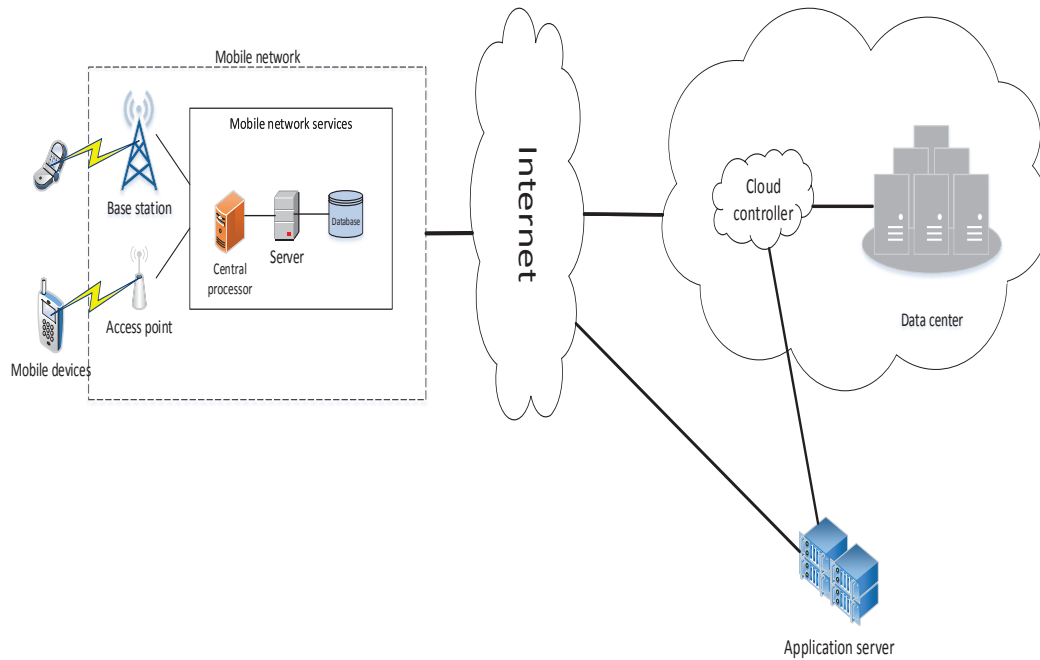 Mobile network
Mobile network services
Base station
Database
Server
Central
processor
Access point
Mobile devices
Internet
Cloud
controller
Data center
Application server